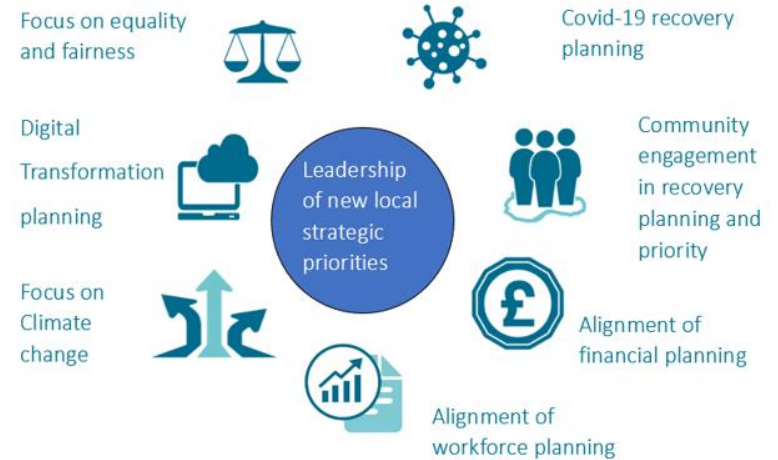 Focus on equality
and fairness
Covid-19 recovery
planning
Digital
Transformation
planning
Leadership
of new local
strategic
priorities
Community
engagement
in recovery
planning and
priority
Focus on
Climate
change
£
Alignment of
financial planning
Alignment of
workforce planning